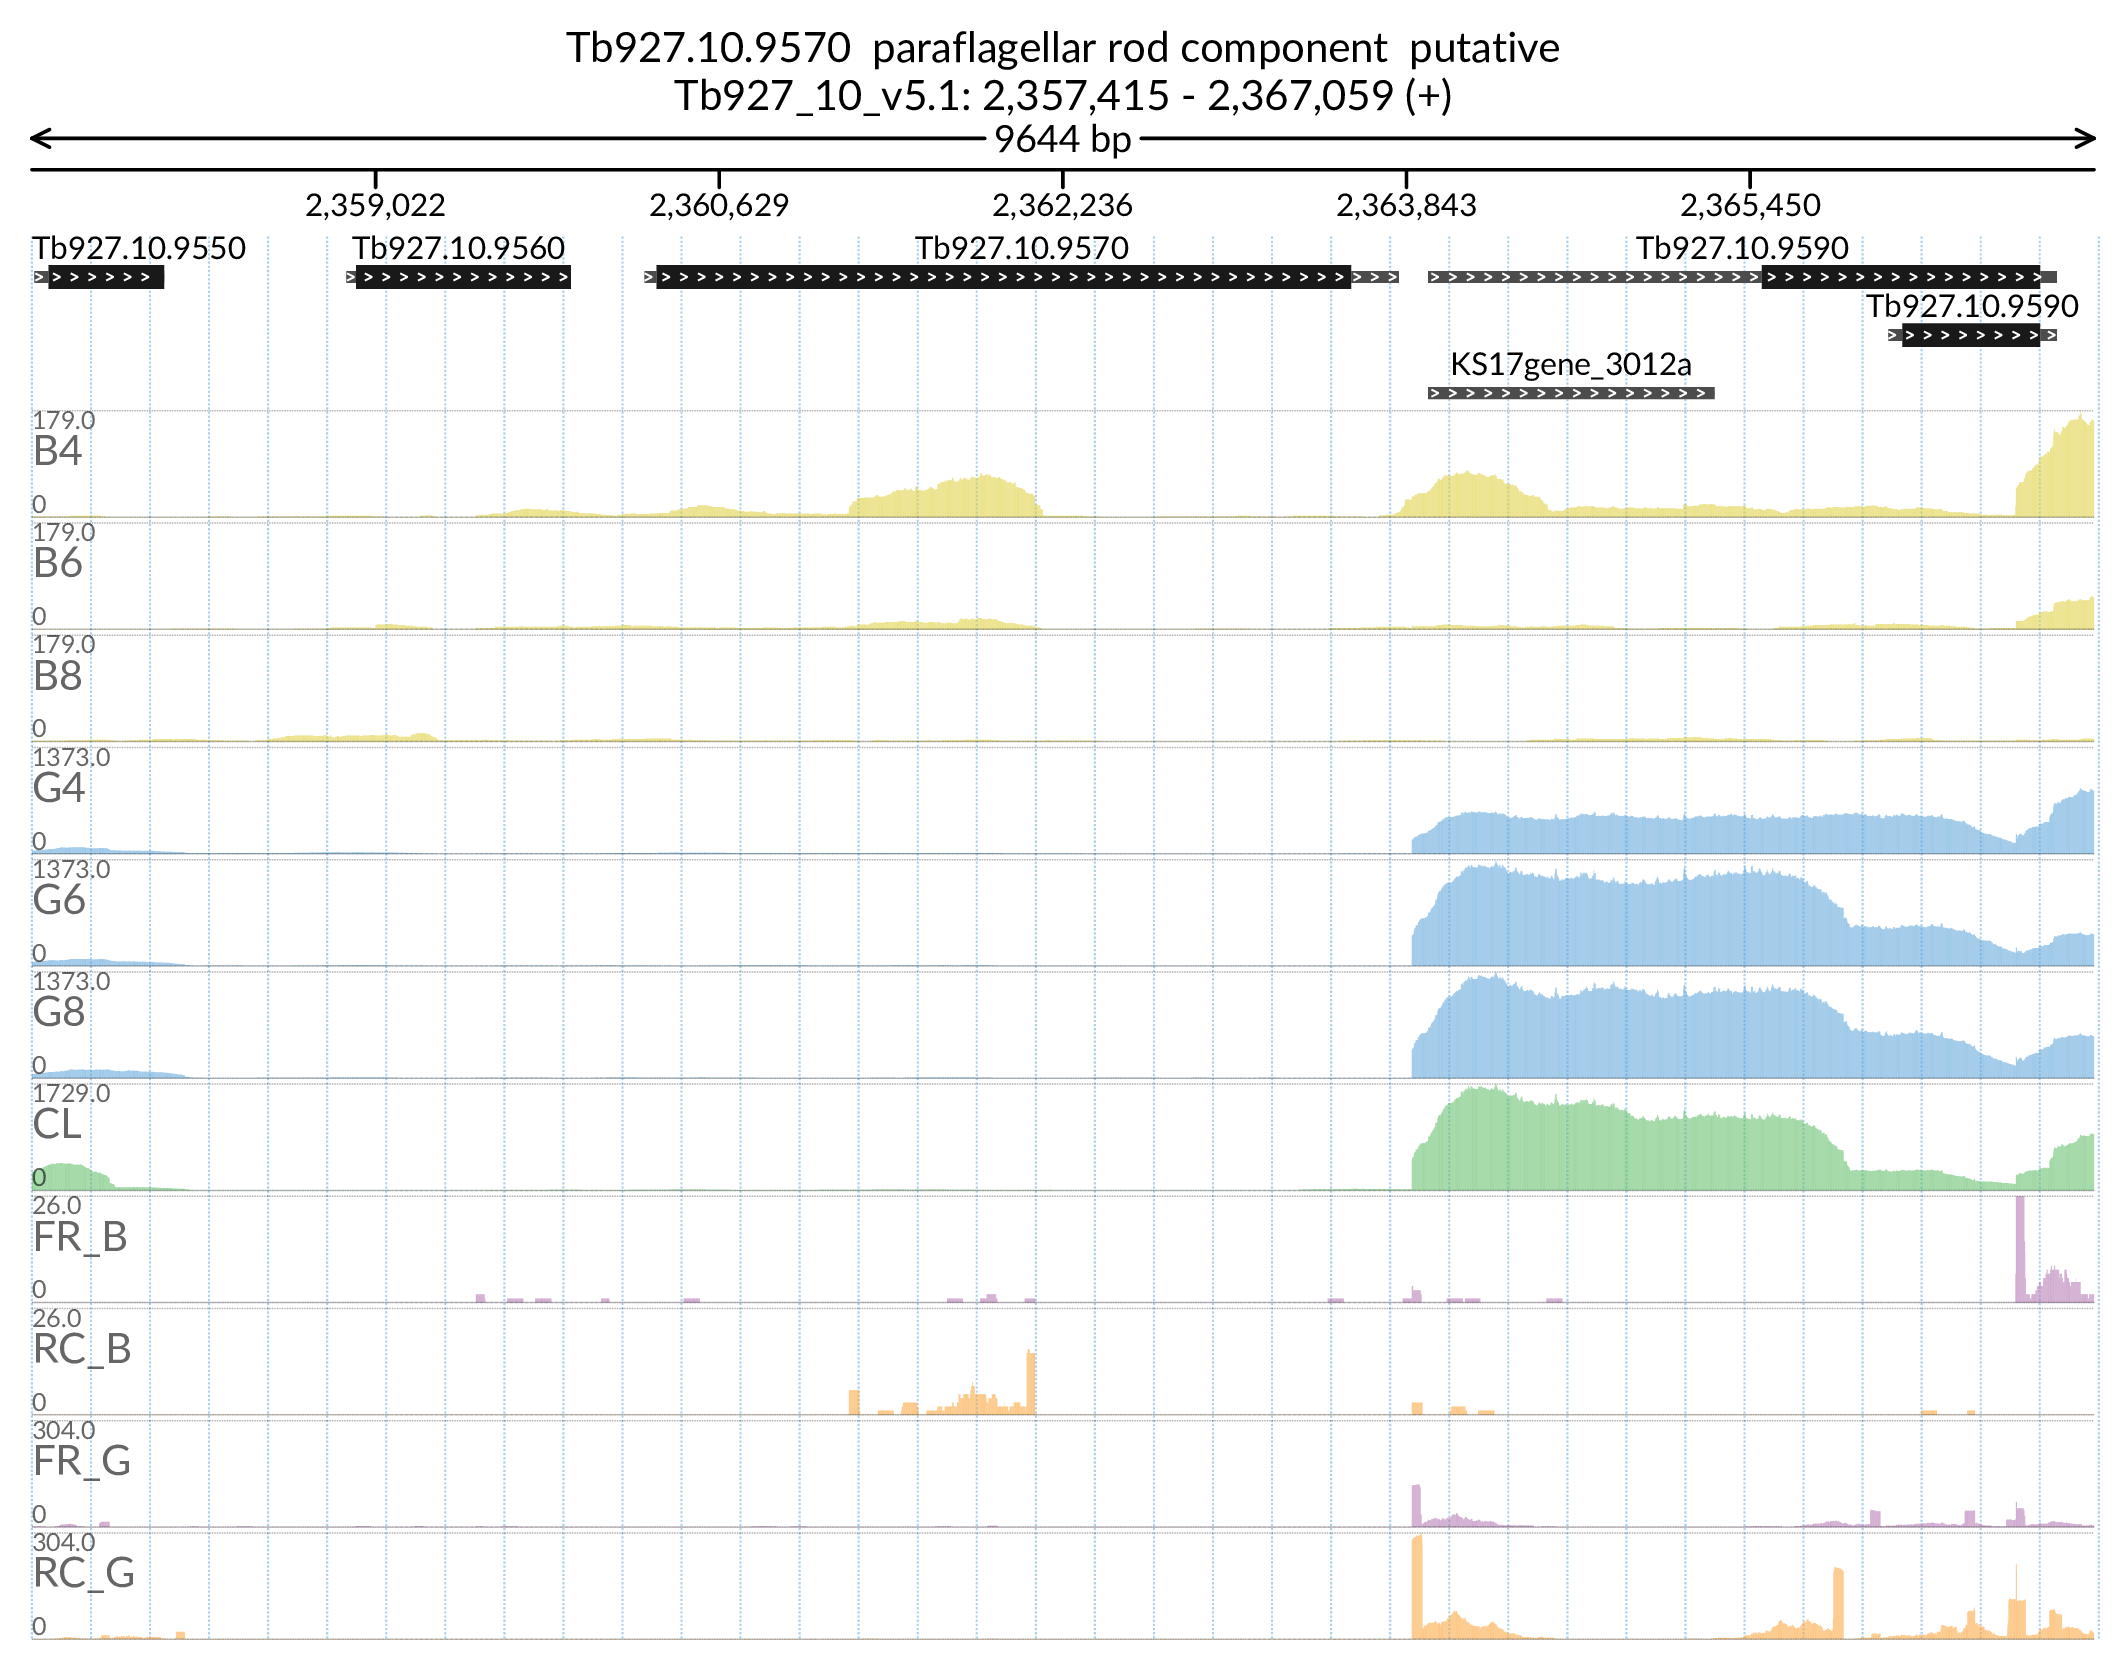 Tb927.10.9570  paraflagellar rod component  putative
Tb927_10_v5.1: 2,357,415 - 2,367,059 (+)
9644 bp
2,359,022 2,360,629 2,362,236 2,363,843 2,365,450
Tb927.10.9550 Tb927.10.9560 Tb927.10.9570 Tb927.10.9590
Tb927.10.9590
KS17gene_3012a
179.0
B4
0
179.0
B6
0
179.0
B8
0
1373.0
G4
0
1373.0
G6
0
1373.0
G8
0
1729.0
CL
0
26.0
FR_B
0
26.0
RC_B
0
304.0
FR_G
0
304.0
RC_G
0